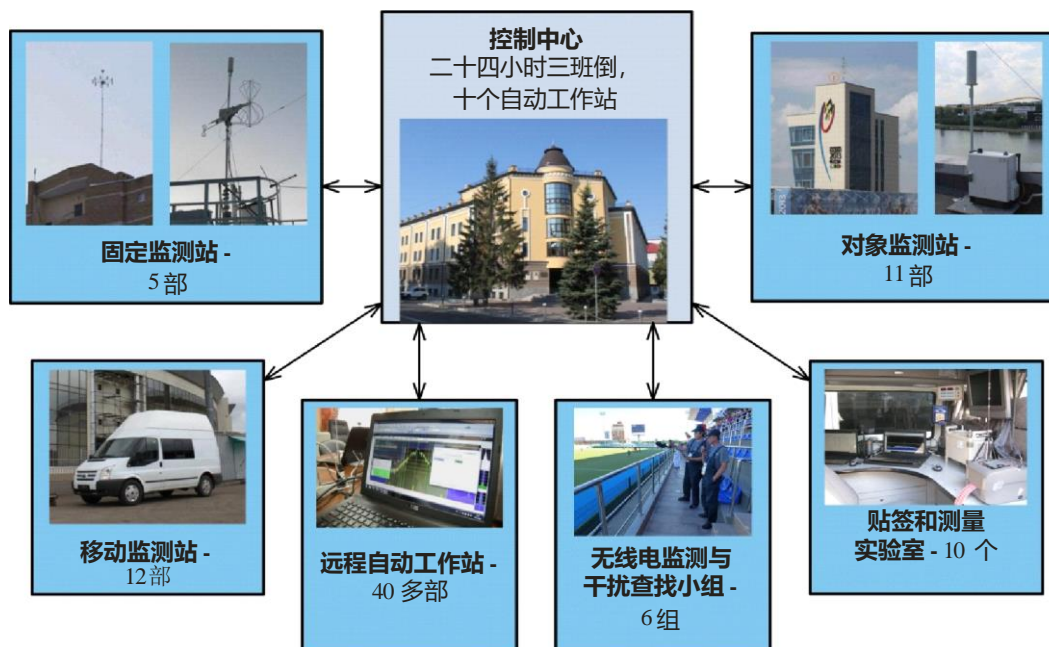 控制中心
二十四小时三班倒，
十个自动工作站
固定监测站 -
5 部
对象监测站 -
11 部
移动监测站 -
12部
远程自动工作站 -
40 多部
无线电监测与
干扰查找小组 -
6 组
贴签和测量
实验室 - 10 个